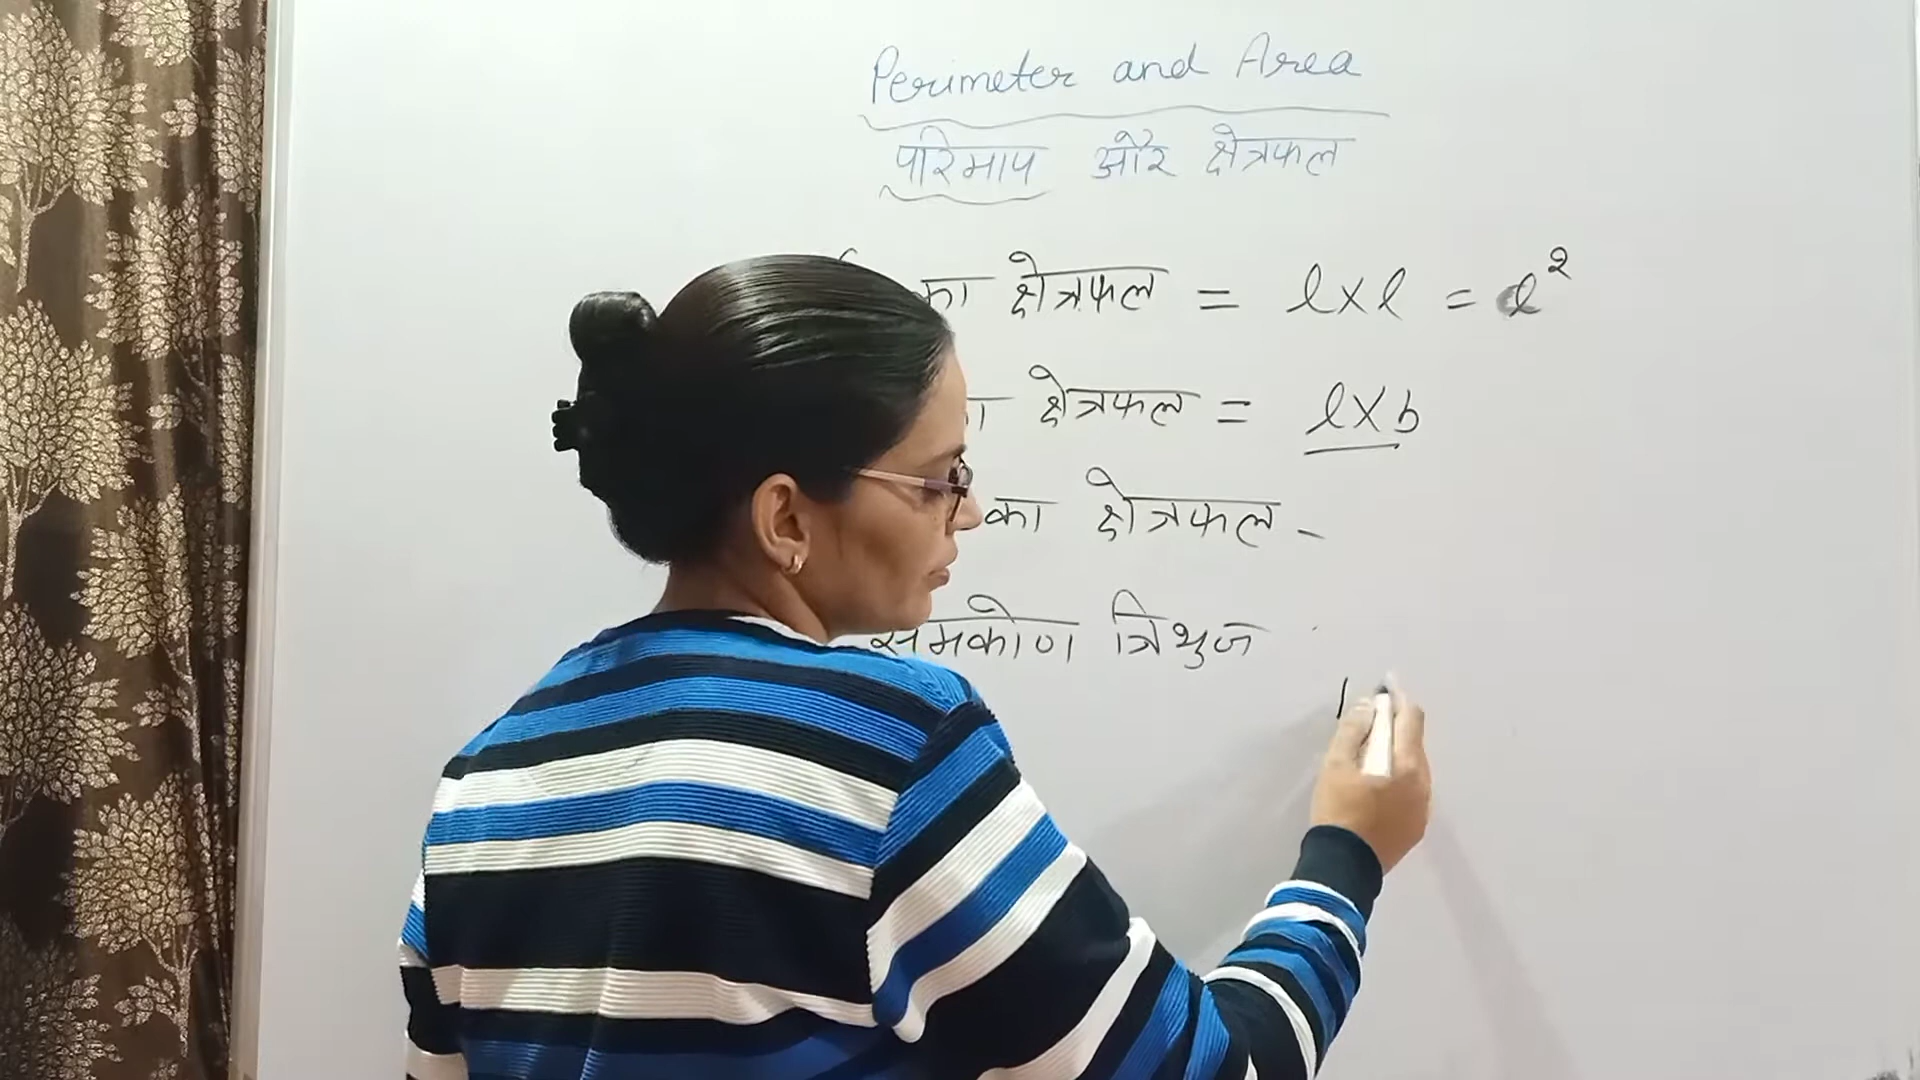 Perimeter and Area
परिमाप और क्षेत्रफल
का क्षेत्रफल = l×l = l²
क्षेत्रफल = l×b
का क्षेत्रफल -
समकोण त्रिभुज